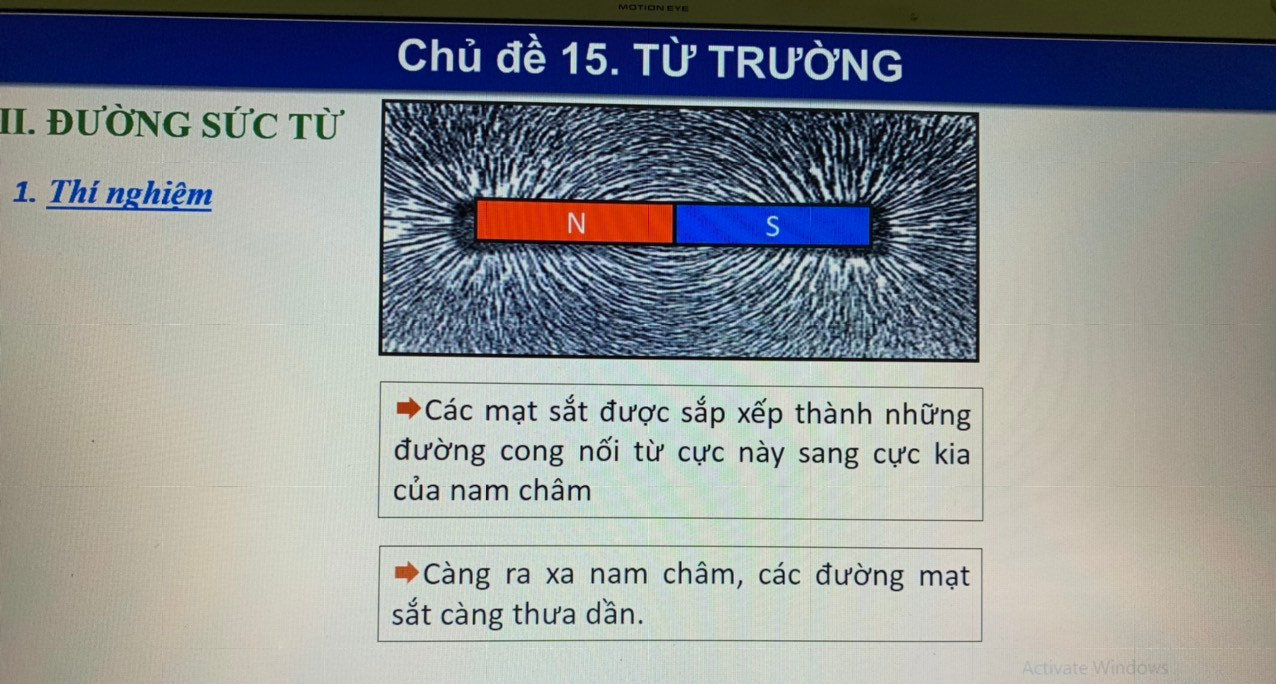 MOTION EYE
Chủ đề 15. TỪ TRƯỜNG
II. ĐƯỜNG SỨC TỪ
1. Thí nghiệm
N
S
Các mạt sắt được sắp xếp thành những
đường cong nối từ cực này sang cực kia
của nam châm
Càng ra xa nam châm, các đường mạt
sắt càng thưa dần.
Activate Windows